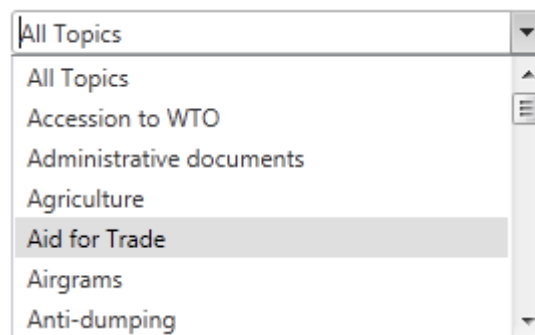 All Topics
All Topics
Accession to WTO
Administrative documents
Agriculture
Aid for Trade
Airgrams
Anti-dumping